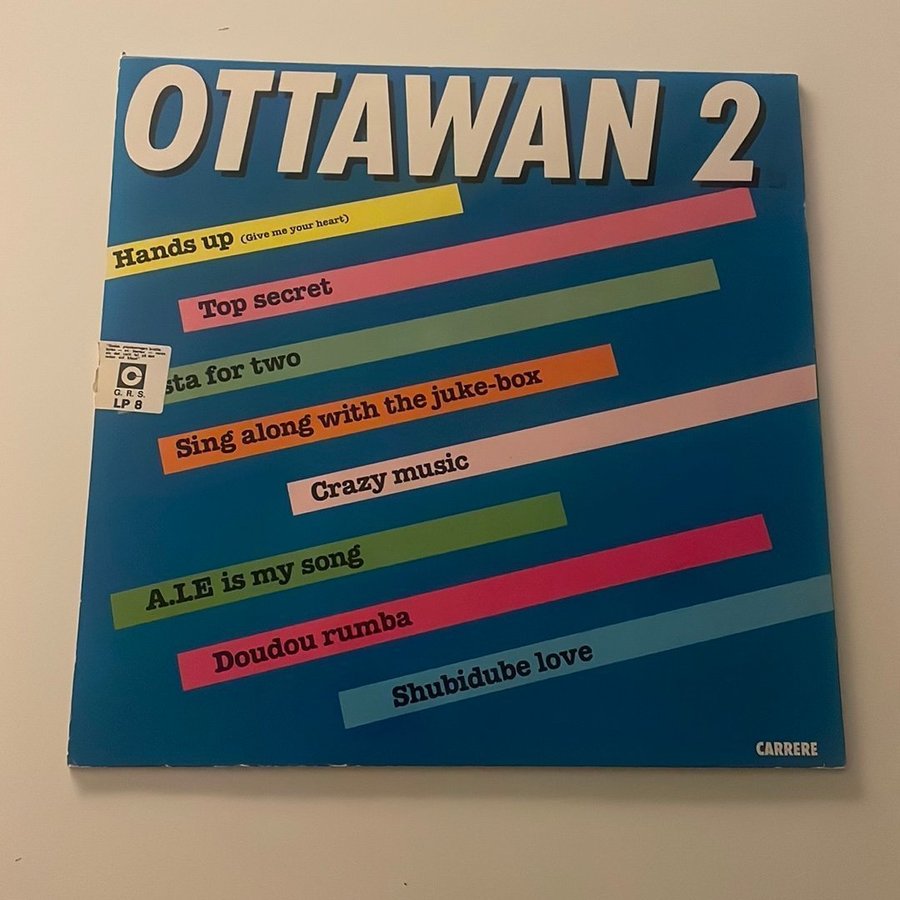 OTTAWAN 2
Hands up (Give me your heart)
Top secret
sta for two
G. R. S.
LP 8
Sing along with the juke-box
Crazy music
A.I.E is my song
Doudou rumba
Shubidube love
CARRERE